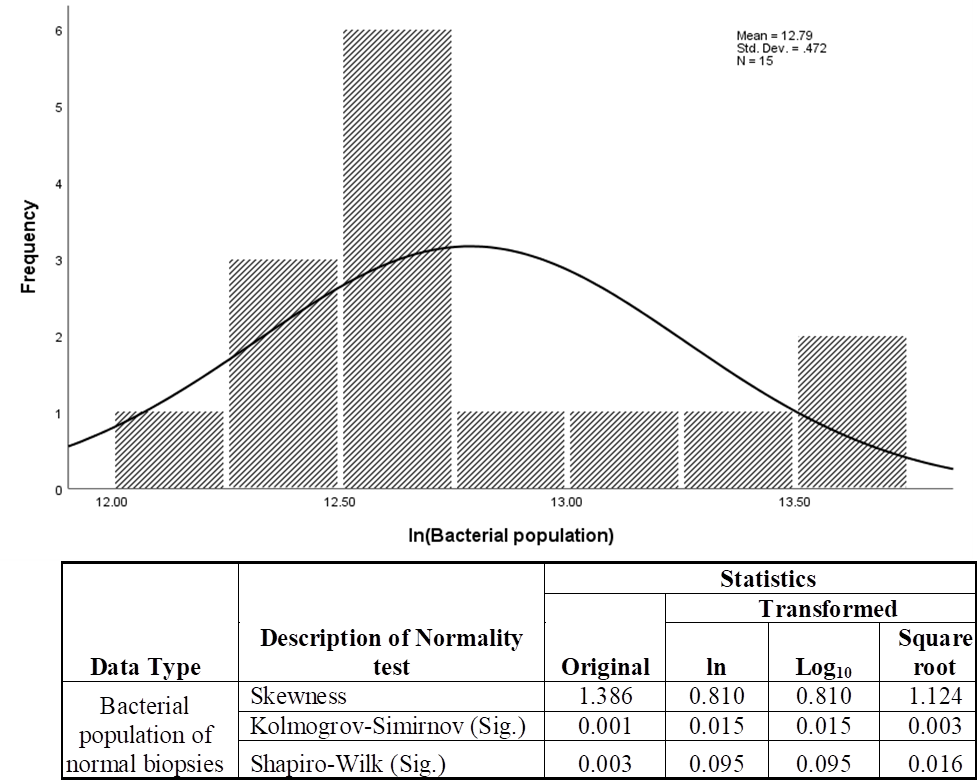 Mean = 12.79
Std. Dev. = .472
N = 15
6
5
4
3
2
1
0
Frequency
12.00 12.50 13.00 13.50
ln(Bacterial population)
Statistics
Transformed
Data Type Description of Normality test Original ln Log₁₀ Square root
Bacterial population of normal biopsies
Skewness 1.386 0.810 0.810 1.124
Kolmogrov-Simirnov (Sig.) 0.001 0.015 0.015 0.003
Shapiro-Wilk (Sig.) 0.003 0.095 0.095 0.016